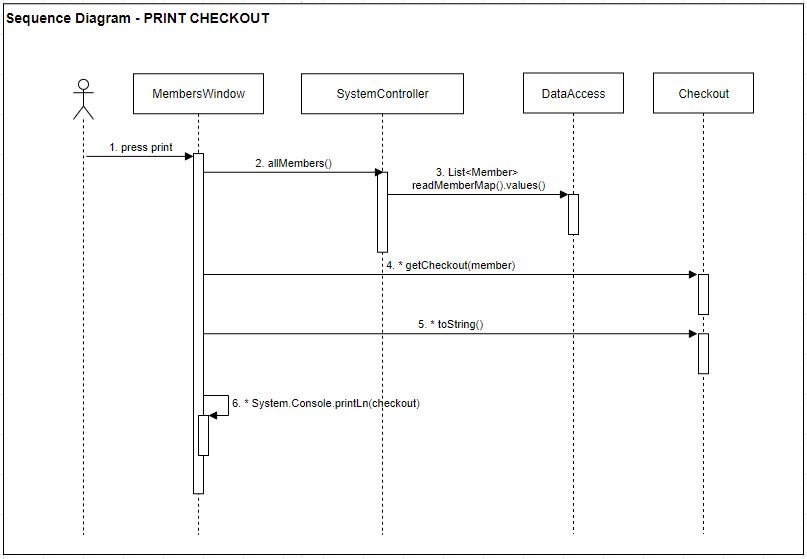 Sequence Diagram - PRINT CHECKOUT
MembersWindow
SystemController
DataAccess
Checkout
1. press print
2. allMembers()
3. List<Member>
readMemberMap().values()
4. * getCheckout(member)
5. * toString()
6. * System.Console.printLn(checkout)